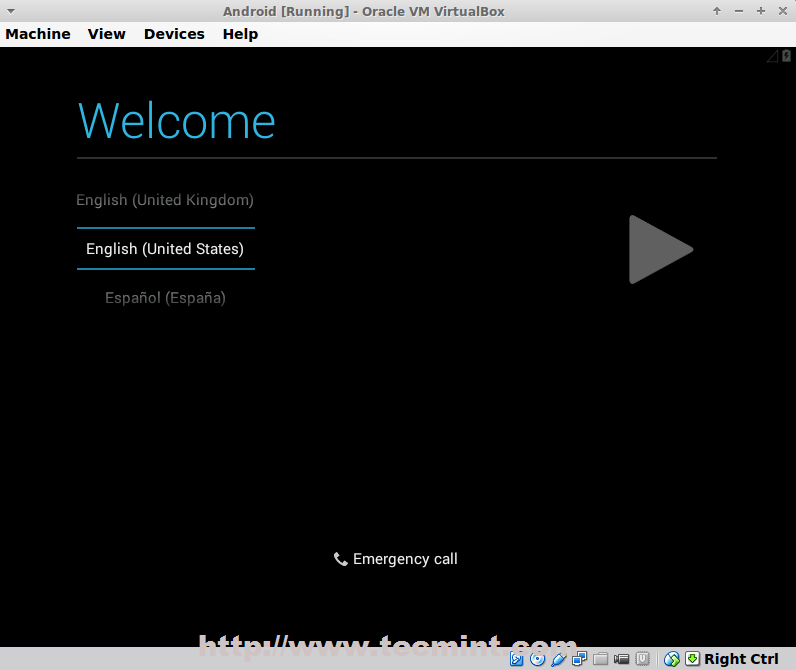 Android [Running] - Oracle VM VirtualBox
Machine View Devices Help
Welcome
English (United Kingdom)
English (United States)
Español (España)
Emergency call
http://www.tecmint.com
Right Ctrl